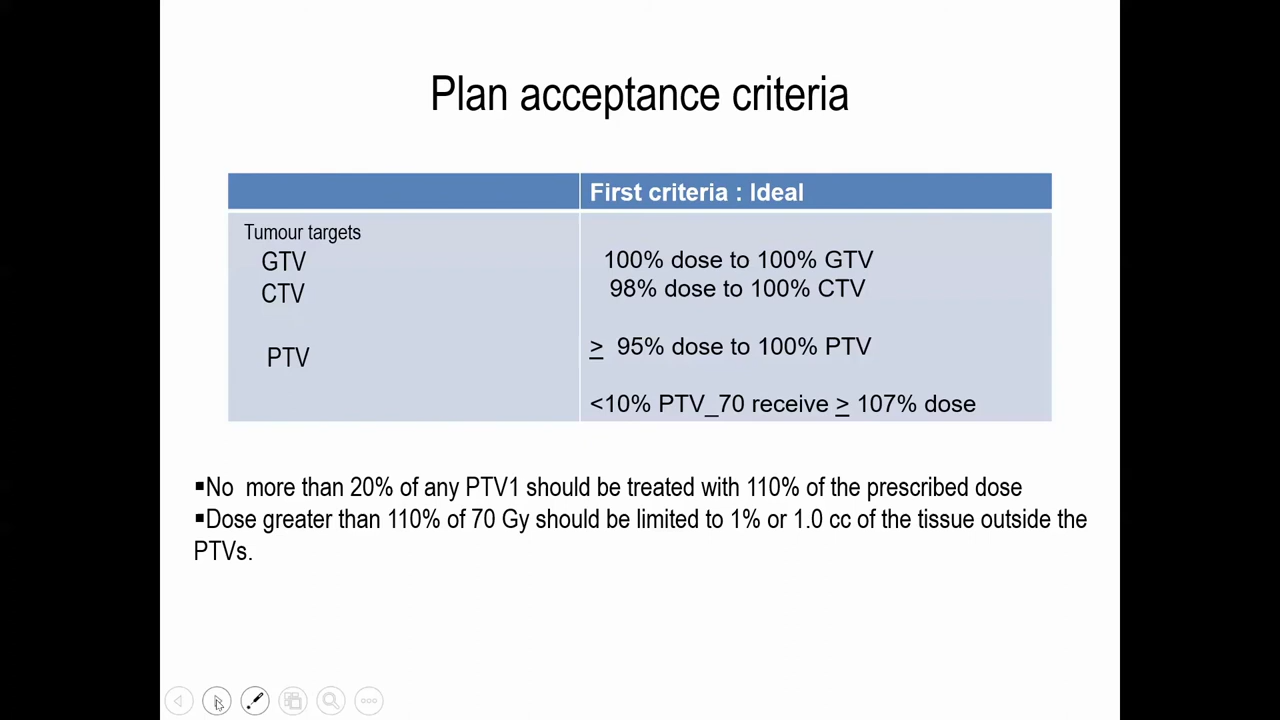 Plan acceptance criteria
First criteria : Ideal
Tumour targets
GTV 100% dose to 100% GTV
CTV 98% dose to 100% CTV
PTV ≥ 95% dose to 100% PTV
<10% PTV_70 receive ≥ 107% dose
▪No more than 20% of any PTV1 should be treated with 110% of the prescribed dose
▪Dose greater than 110% of 70 Gy should be limited to 1% or 1.0 cc of the tissue outside the
PTVs.